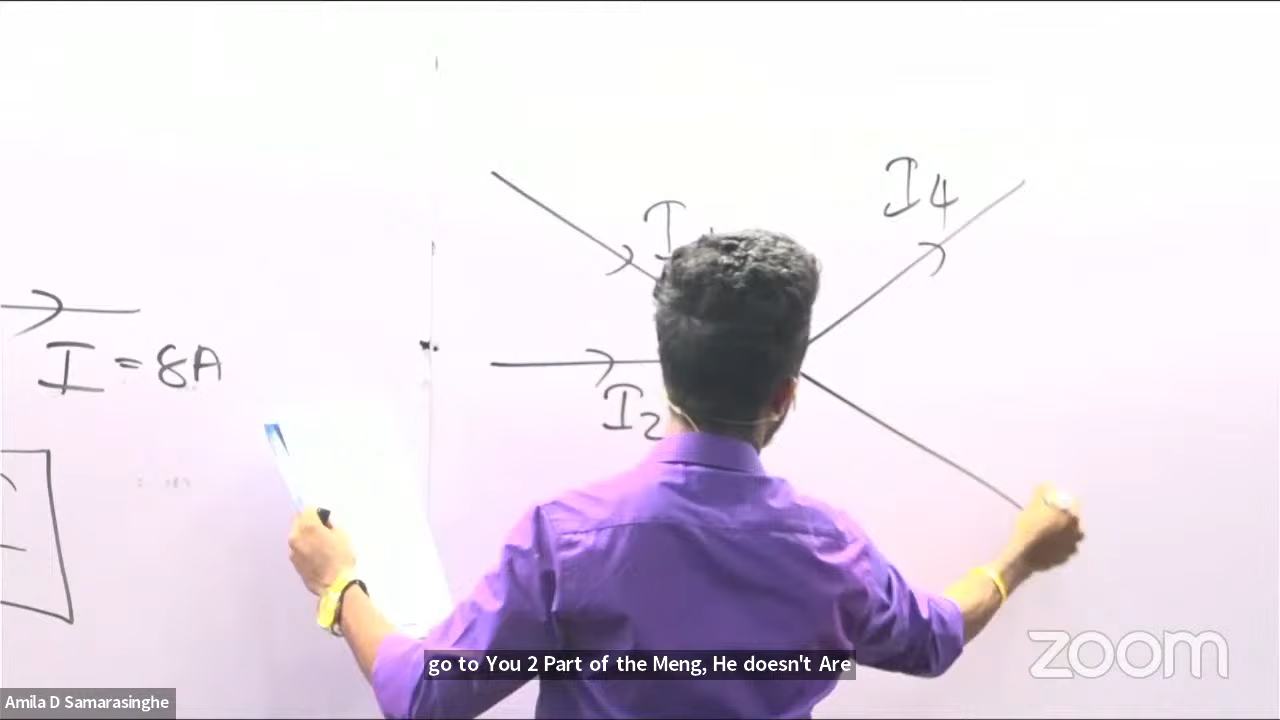 I4
I = 8A
I2
go to You 2 Part of the Meng, He doesn't Are
zoom
Amila D Samarasinghe